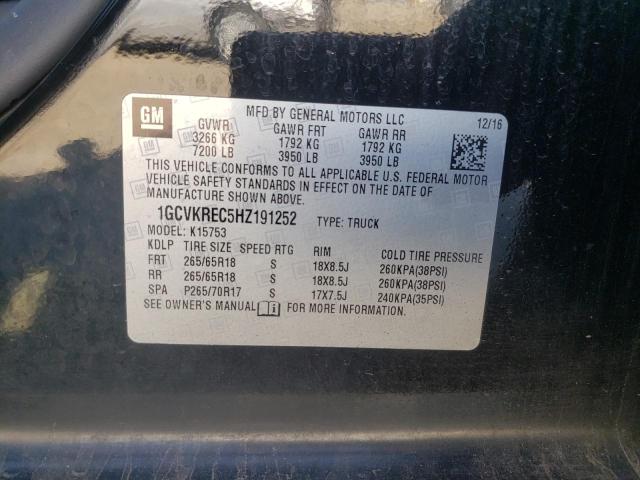 GM
MFD BY GENERAL MOTORS LLC
12/16
GVWR GAWR FRT GAWR RR
3266 KG 1792 KG 1792 KG
7200 LB 3950 LB 3950 LB
THIS VEHICLE CONFORMS TO ALL APPLICABLE U.S. FEDERAL MOTOR
VEHICLE SAFETY STANDARDS IN EFFECT ON THE DATE OF
MANUFACTURE SHOWN ABOVE.
1GCVKREC5HZ191252 TYPE: TRUCK
MODEL: K15753
KDLP TIRE SIZE SPEED RTG RIM COLD TIRE PRESSURE
FRT 265/65R18 S 18X8.5J 260KPA(38PSI)
RR 265/65R18 S 18X8.5J 260KPA(38PSI)
SPA P265/70R17 S 17X7.5J 240KPA(35PSI)
SEE OWNER'S MANUAL FOR MORE INFORMATION.